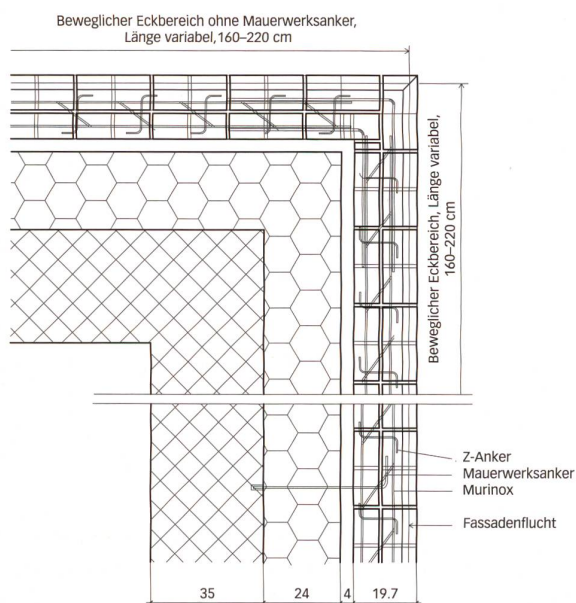 Beweglicher Eckbereich ohne Mauerwerksanker,
Länge variabel,160–220 cm
Beweglicher Eckbereich, Länge variabel,
160–220 cm
Z-Anker
Mauerwerksanker
Murinox
Fassadenflucht
35 24 4 19.7